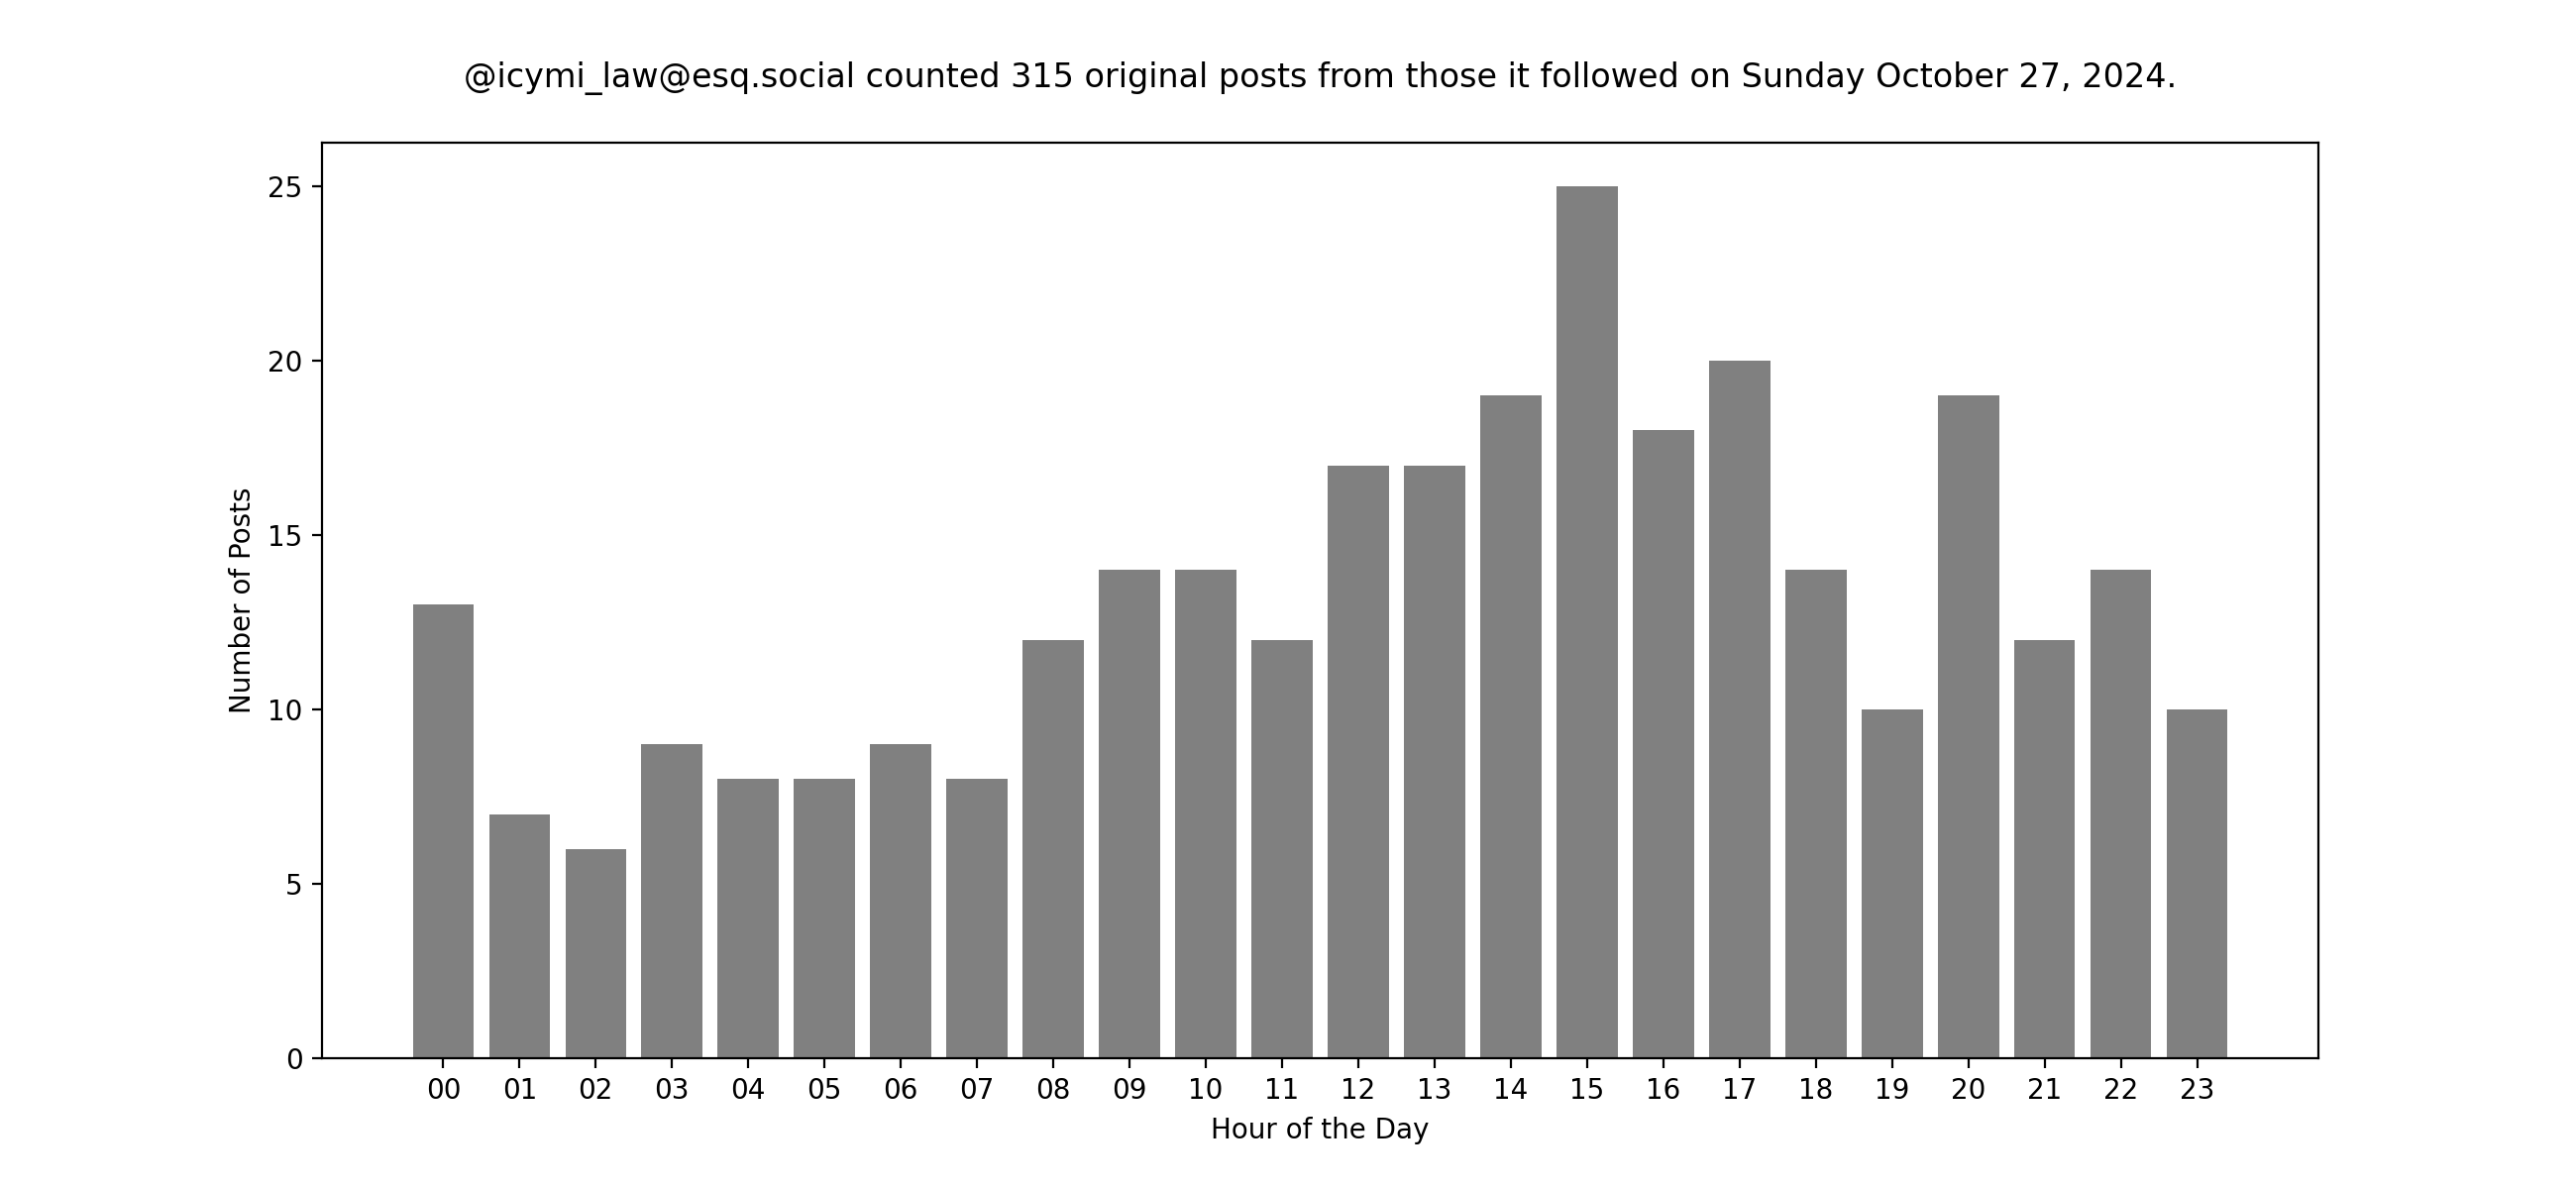 @icymi_law@esq.social counted 315 original posts from those it followed on Sunday October 27, 2024.
25
20
15
10
5
0
Number of Posts
00 01 02 03 04 05 06 07 08 09 10 11 12 13 14 15 16 17 18 19 20 21 22 23
Hour of the Day